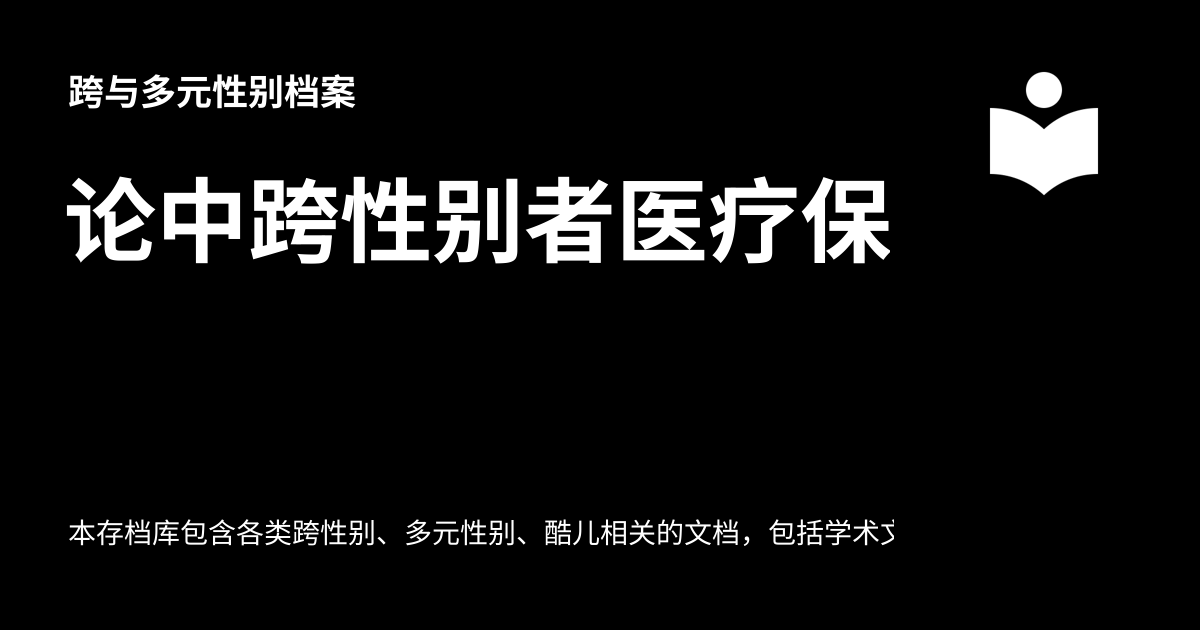 跨与多元性别档案
论中跨性别者医疗保
本存档库包含各类跨性别、多元性别、酷儿相关的文档，包括学术文